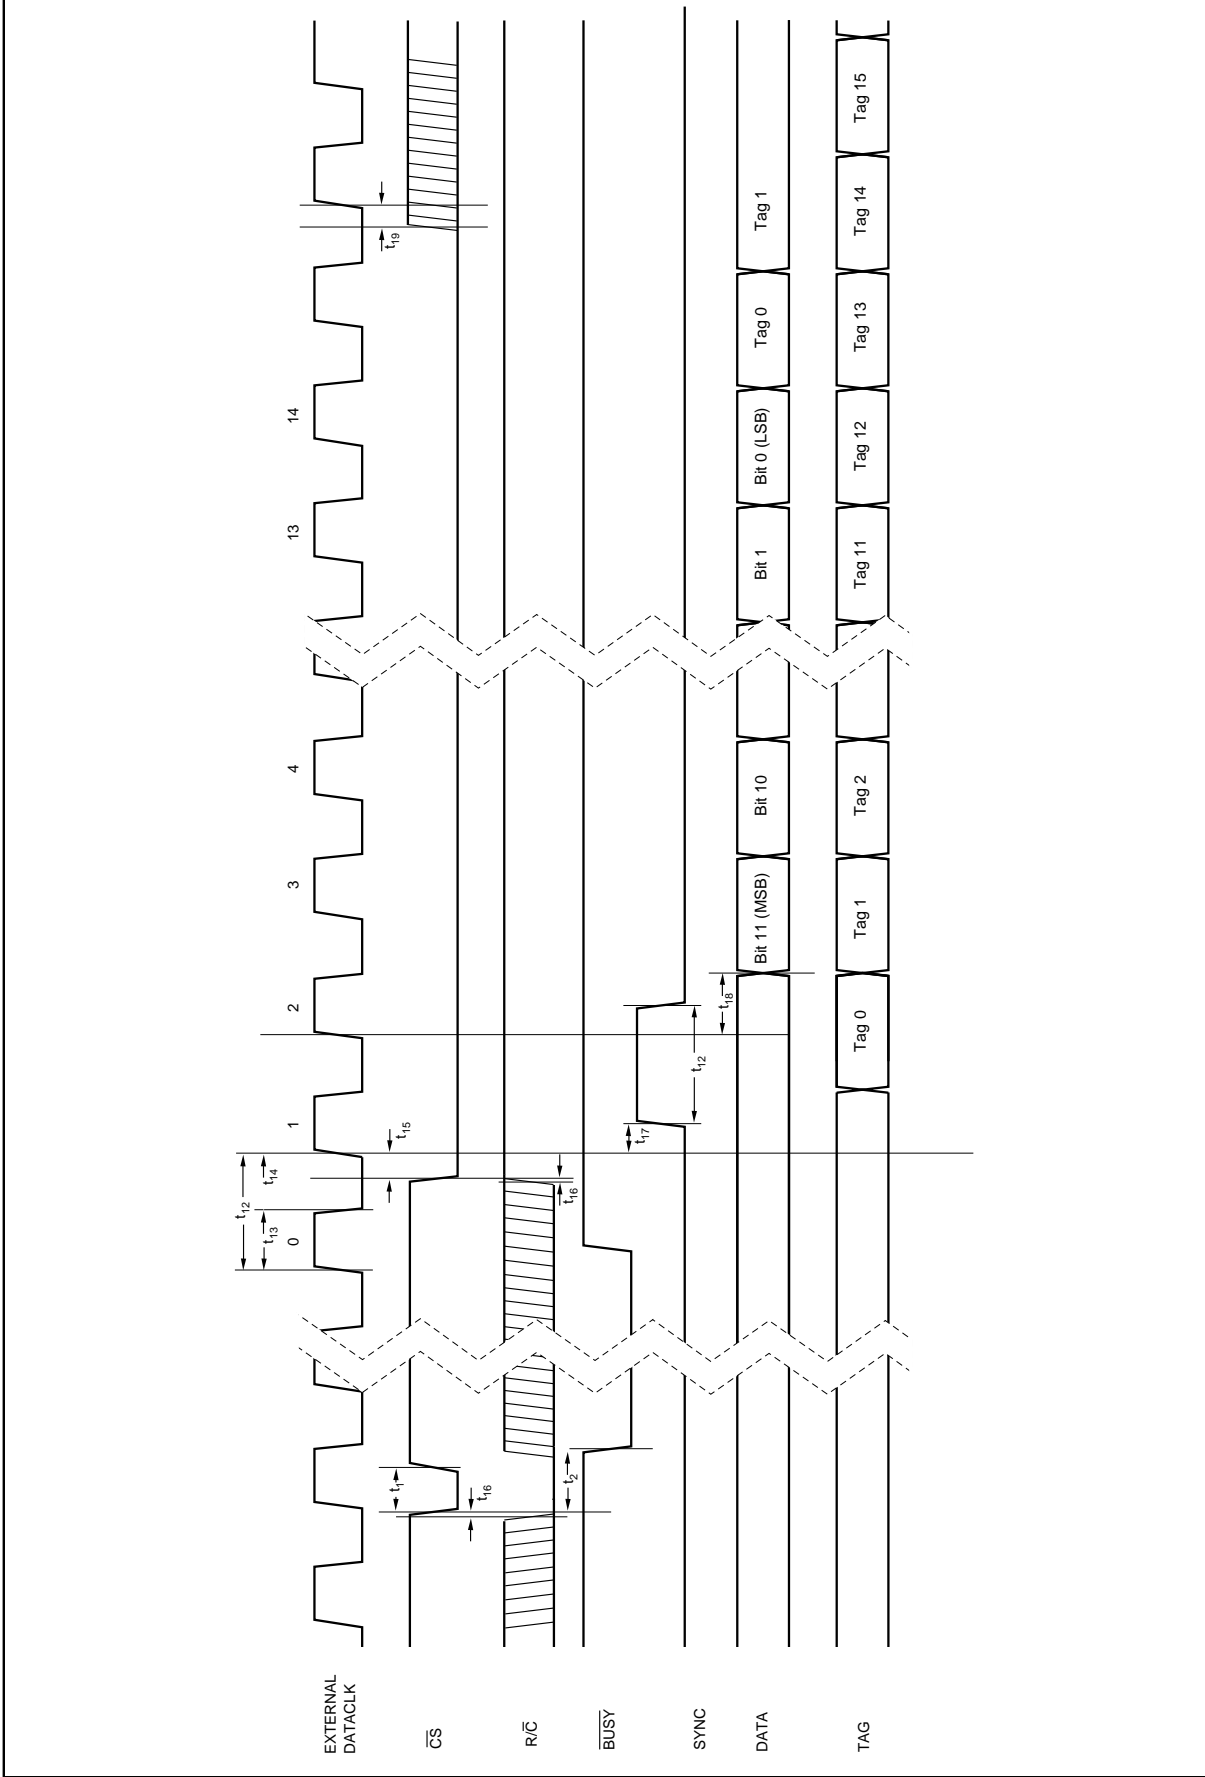 0
1
2
3
4
13
14
t12
t13
t14
EXTERNAL
DATACLK
t15
t19
CS
t1
t16
R/C
t16
t2
BUSY
t17
t12
SYNC
t18
DATA
Bit 11 (MSB)
Bit 10
Bit 1
Bit 0 (LSB)
Tag 0
Tag 1
TAG
Tag 0
Tag 1
Tag 2
Tag 11
Tag 12
Tag 13
Tag 14
Tag 15